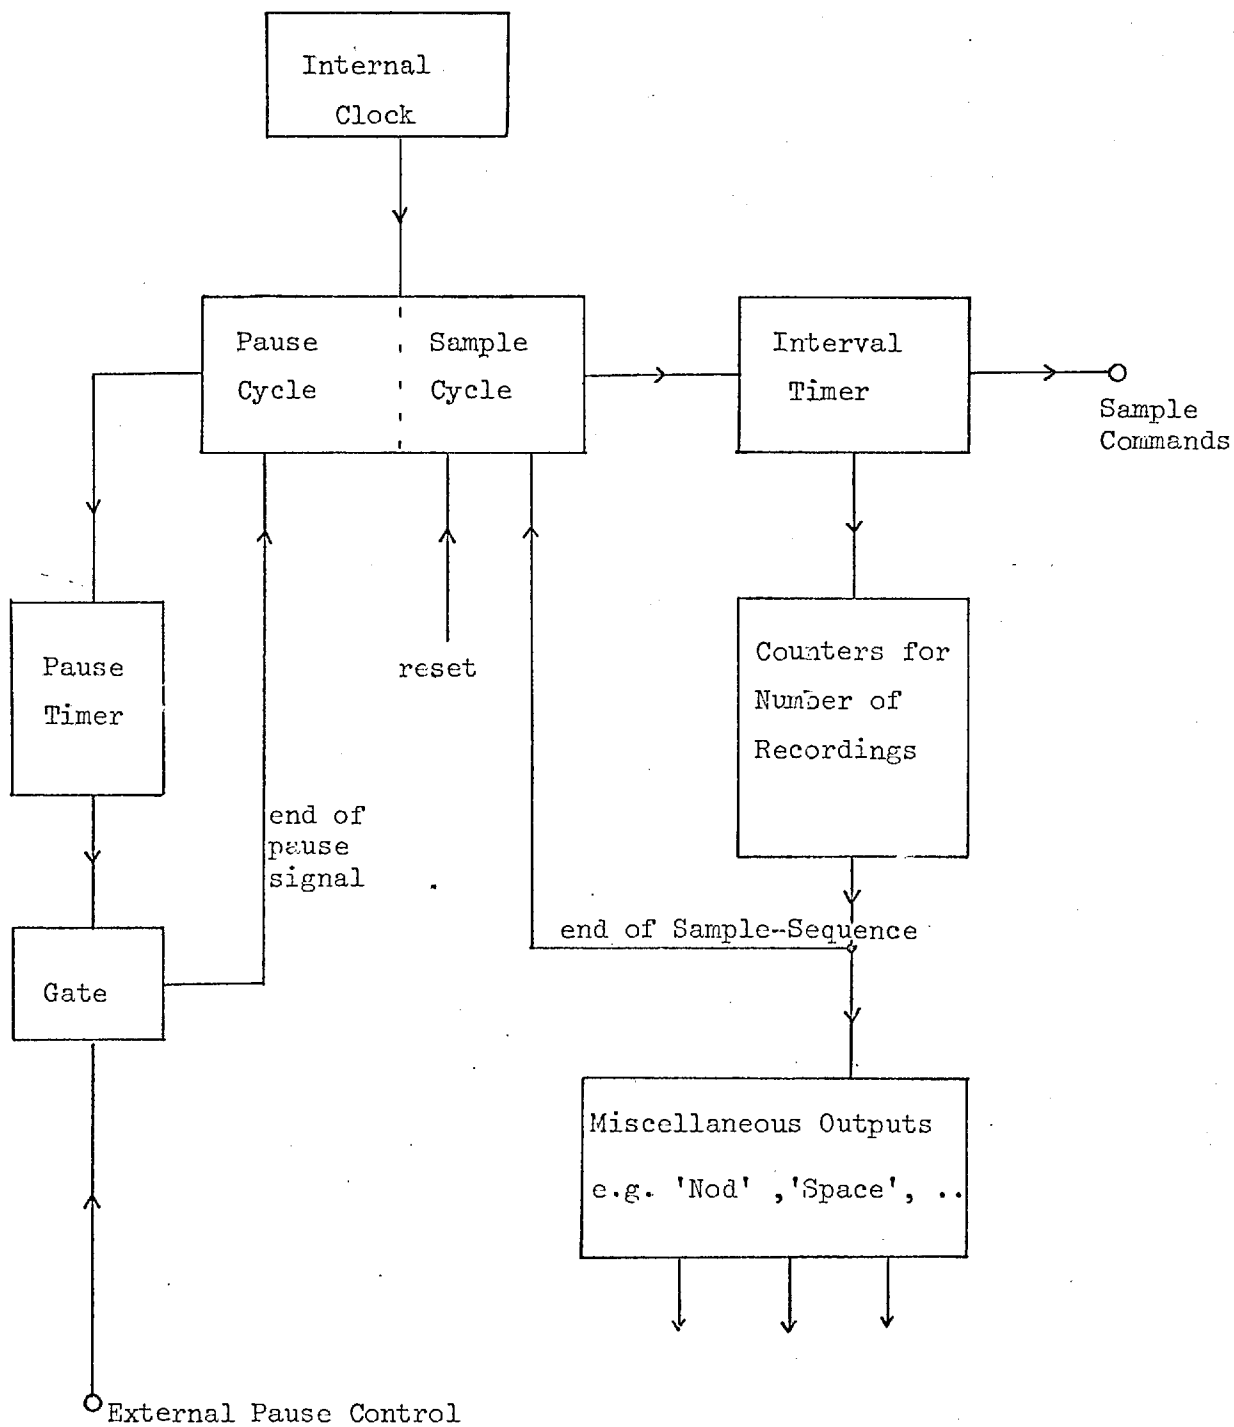 Internal
Clock
Pause
Cycle
Sample
Cycle
Interval
Timer
Sample
Commands
Pause
Timer
reset
Counters for
Number of
Recordings
end of
pause
signal
end of Sample-Sequence
Gate
Miscellaneous Outputs
e.g. 'Nod' ,'Space', ..
External Pause Control